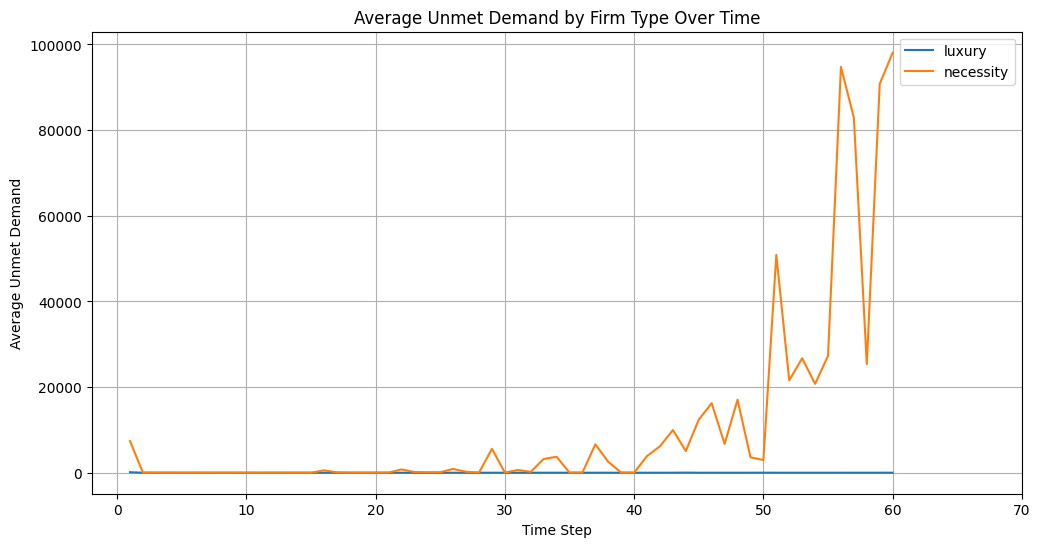 Average Unmet Demand by Firm Type Over Time
luxury
necessity
Average Unmet Demand
100000
80000
60000
40000
20000
0
0 10 20 30 40 50 60 70
Time Step